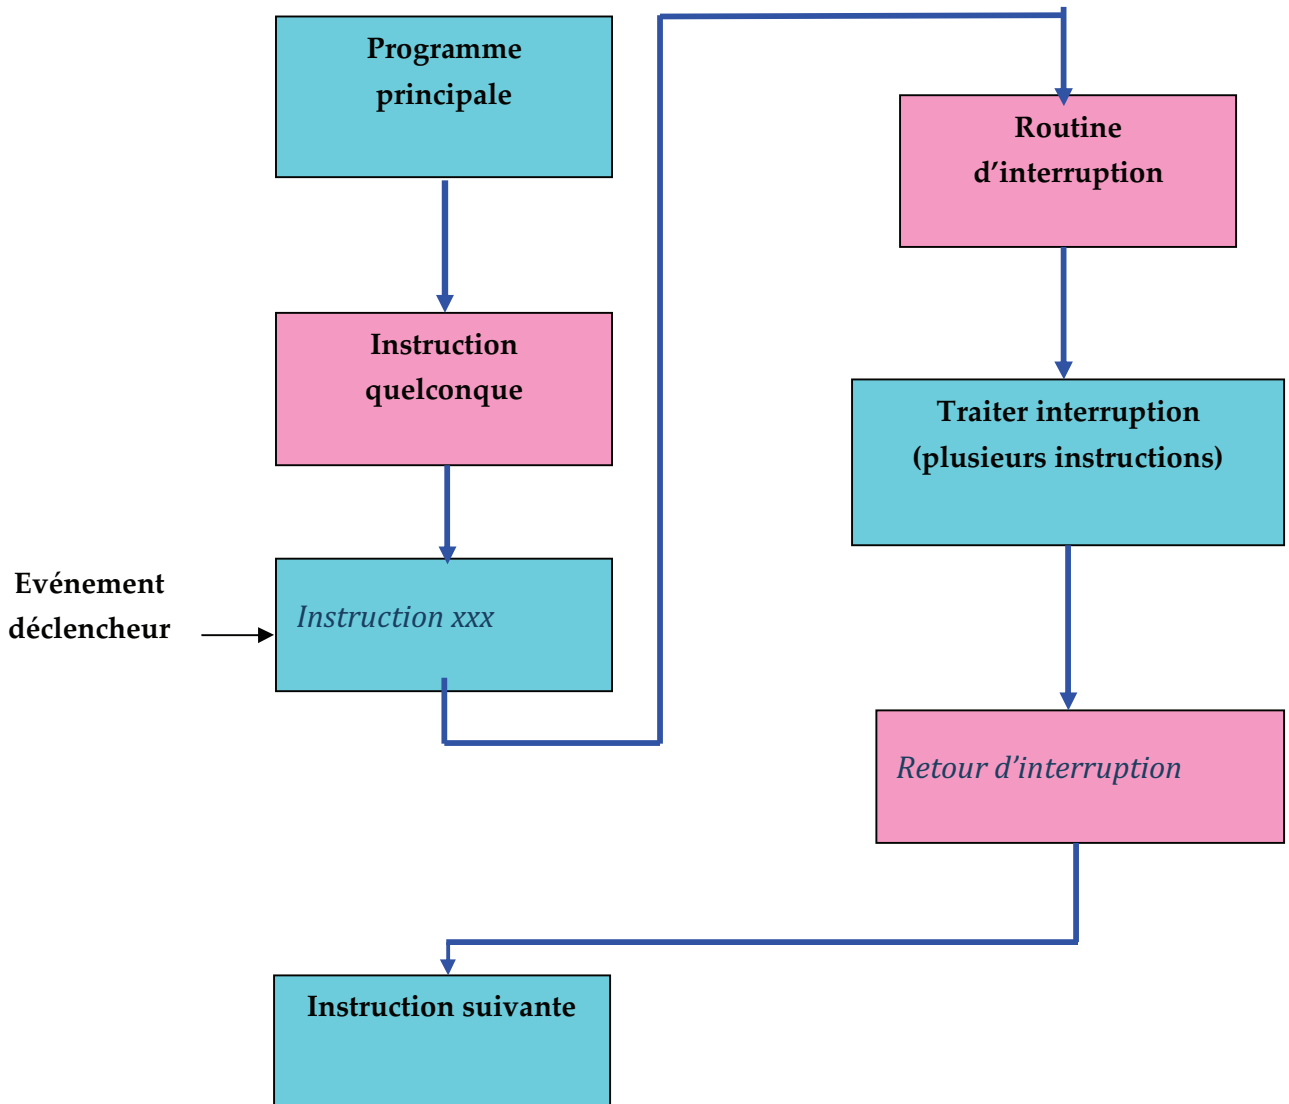 Programme
principale
Instruction
quelconque
Evénement
déclencheur
Instruction xxx
Routine
d’interruption
Traiter interruption
(plusieurs instructions)
Retour d’interruption
Instruction suivante